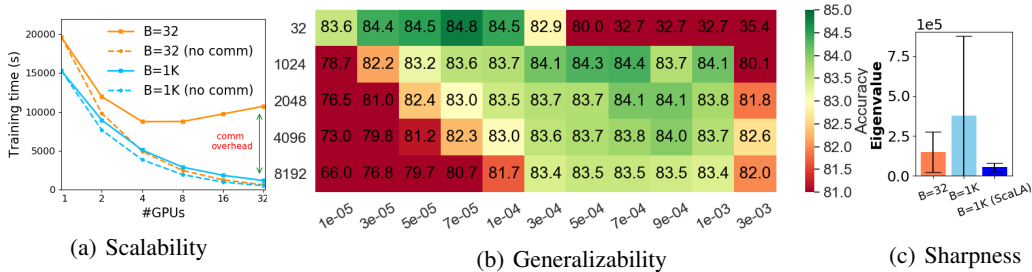 20000
15000
10000
5000
0
Training time (s)
B=32
B=32 (no comm)
B=1K
B=1K (no comm)
comm
overhead
1 2 4 8 16 32
#GPUs
(a) Scalability
32 83.6 84.4 84.5 84.8 84.5 82.9 80.0 32.7 32.7 32.7 35.4
1024 78.7 82.2 83.2 83.6 83.7 84.1 84.3 84.4 83.7 84.1 80.1
2048 76.5 81.0 82.4 83.0 83.5 83.7 83.7 84.1 84.1 83.8 81.8
4096 73.0 79.8 81.2 82.3 83.0 83.6 83.7 83.8 84.0 83.7 82.6
8192 66.0 76.8 79.7 80.7 81.7 83.4 83.5 83.5 83.5 83.4 82.0
1e-05 3e-05 5e-05 7e-05 1e-04 3e-04 5e-04 7e-04 9e-04 1e-03 3e-03
85.0
84.5
84.0
83.5
83.0
82.5
82.0
81.5
81.0
Accuracy
(b) Generalizability
1e5
7.5
5.0
2.5
0.0
Eigenvalue
B=32
B=1K
B=1K (ScaLA)
(c) Sharpness